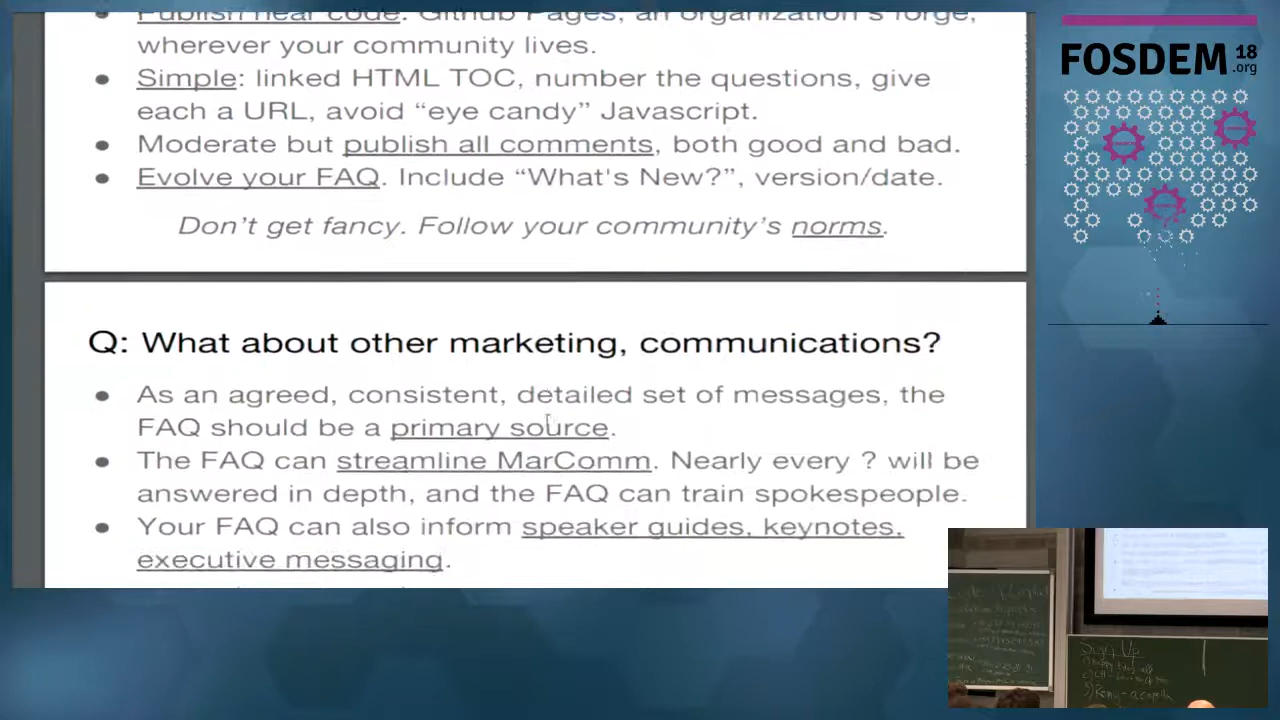 Publish near code: Github Pages, an organization's forge,
wherever your community lives.
● Simple: linked HTML TOC, number the questions, give
each a URL, avoid “eye candy” Javascript.
● Moderate but publish all comments, both good and bad.
● Evolve your FAQ. Include “What's New?”, version/date.
Don’t get fancy. Follow your community’s norms.
Q: What about other marketing, communications?
● As an agreed, consistent, detailed set of messages, the
FAQ should be a primary source.
● The FAQ can streamline MarComm. Nearly every ? will be
answered in depth, and the FAQ can train spokespeople.
● Your FAQ can also inform speaker guides, keynotes,
executive messaging.
FOSDEM 18
.org
Sign Up